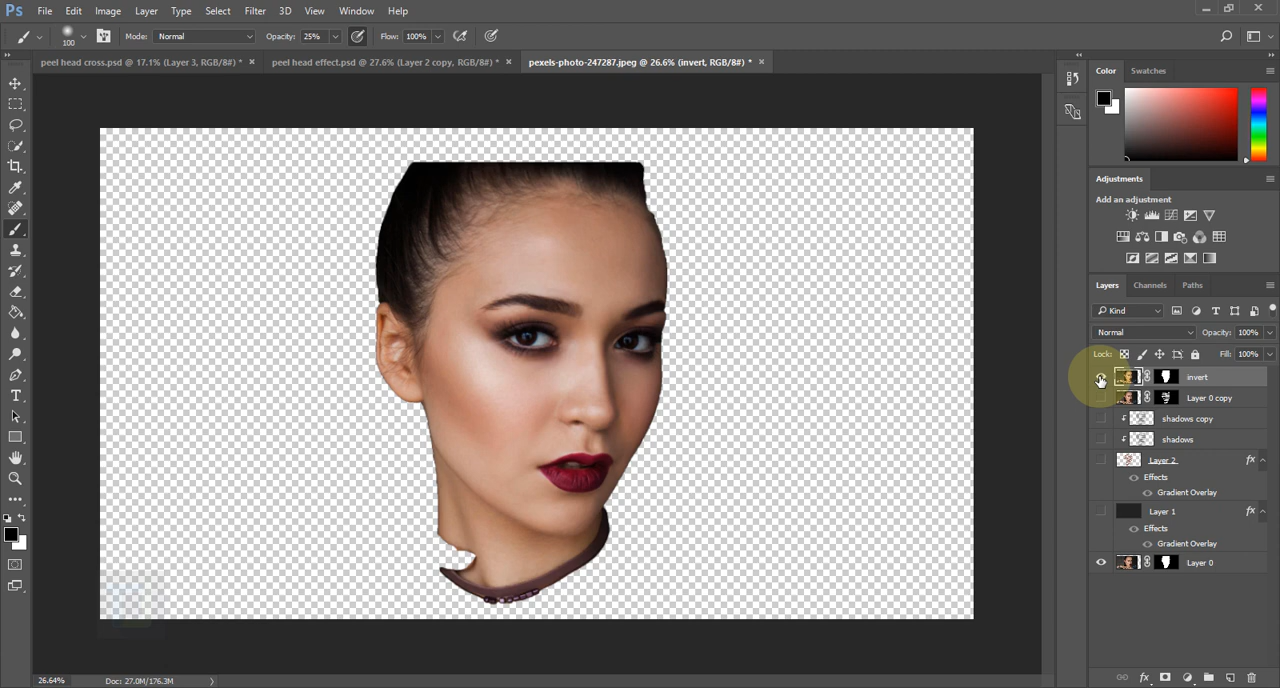 Ps File Edit Image Layer Type Select Filter 3D View Window Help
100 Mode: Normal Opacity: 25% Flow: 100%
peel head cross.psd @ 17.1% (Layer 3, RGB/8#) * × peel head effect.psd @ 27.6% (Layer 2 copy, RGB/8#) * × pexels-photo-247287.jpeg @ 26.6% (invert, RGB/8#) * ×
Color Swatches
Adjustments
Add an adjustment
Layers Channels Paths
Kind
Normal Opacity: 100%
Lock: Fill: 100%
invert
Layer 0 copy
shadows copy
shadows
Layer 2 fx
Effects
Gradient Overlay
Layer 1 fx
Effects
Gradient Overlay
Layer 0
26.64% Doc: 27.0M/176.3M
fx